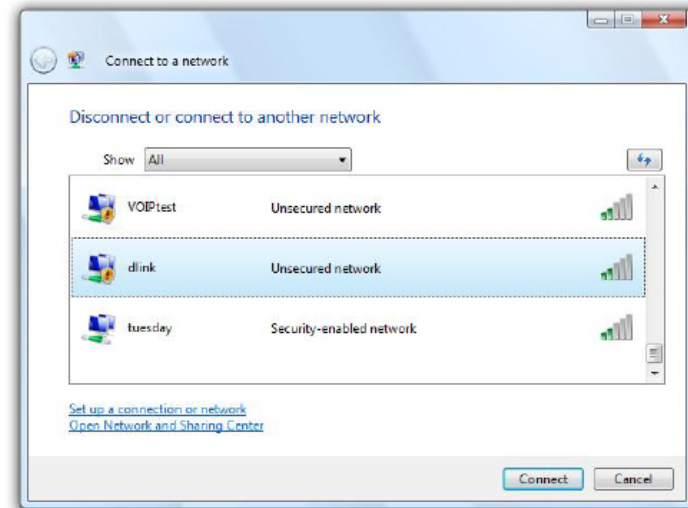 Connect to a network
Disconnect or connect to another network
Show All
VOIPtest Unsecured network
dlink Unsecured network
tuesday Security-enabled network
Set up a connection or network
Open Network and Sharing Center
Connect Cancel